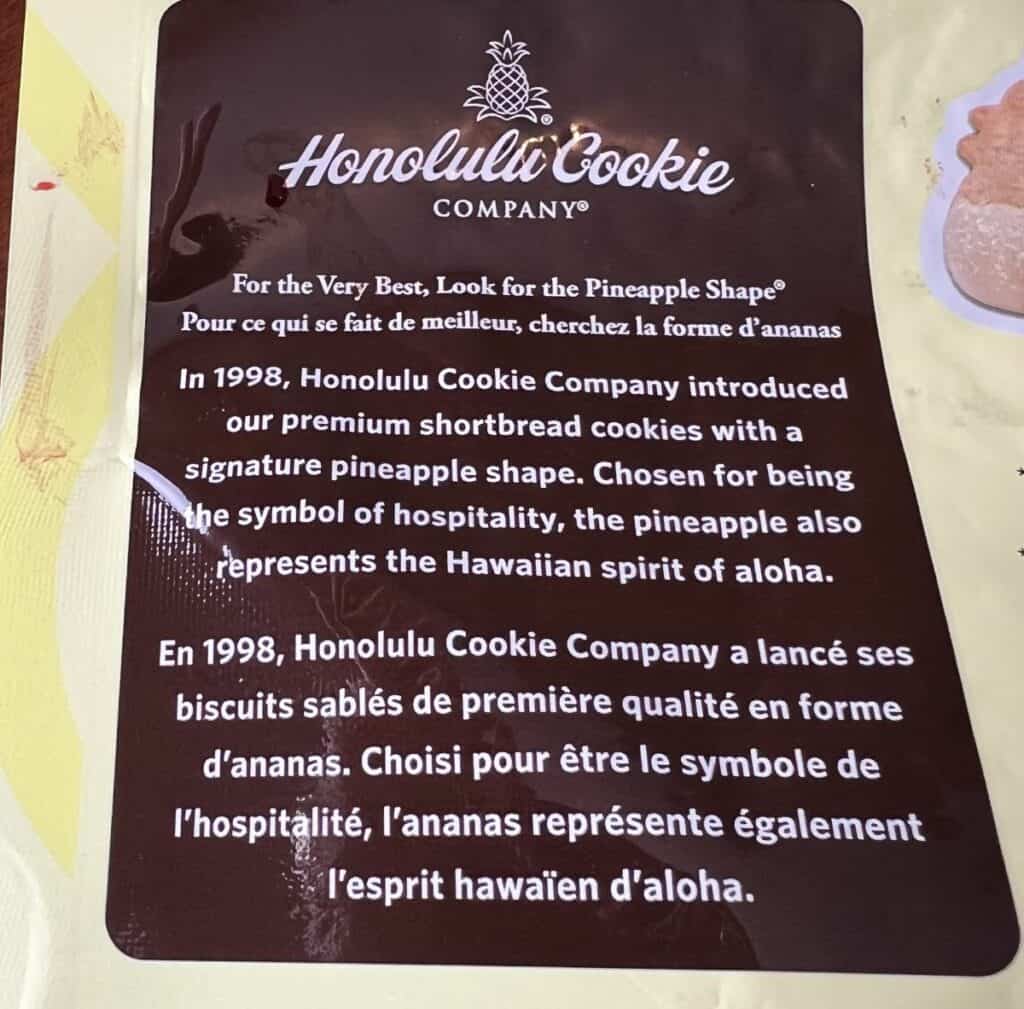 Honolulu Cookie
COMPANY®
For the Very Best, Look for the Pineapple Shape®
Pour ce qui se fait de meilleur, cherchez la forme d'ananas
In 1998, Honolulu Cookie Company introduced
our premium shortbread cookies with a
signature pineapple shape. Chosen for being
the symbol of hospitality, the pineapple also
represents the Hawaiian spirit of aloha.
En 1998, Honolulu Cookie Company a lancé ses
biscuits sablés de première qualité en forme
d'ananas. Choisi pour être le symbole de
l'hospitalité, l'ananas représente également
l'esprit hawaïen d'aloha.